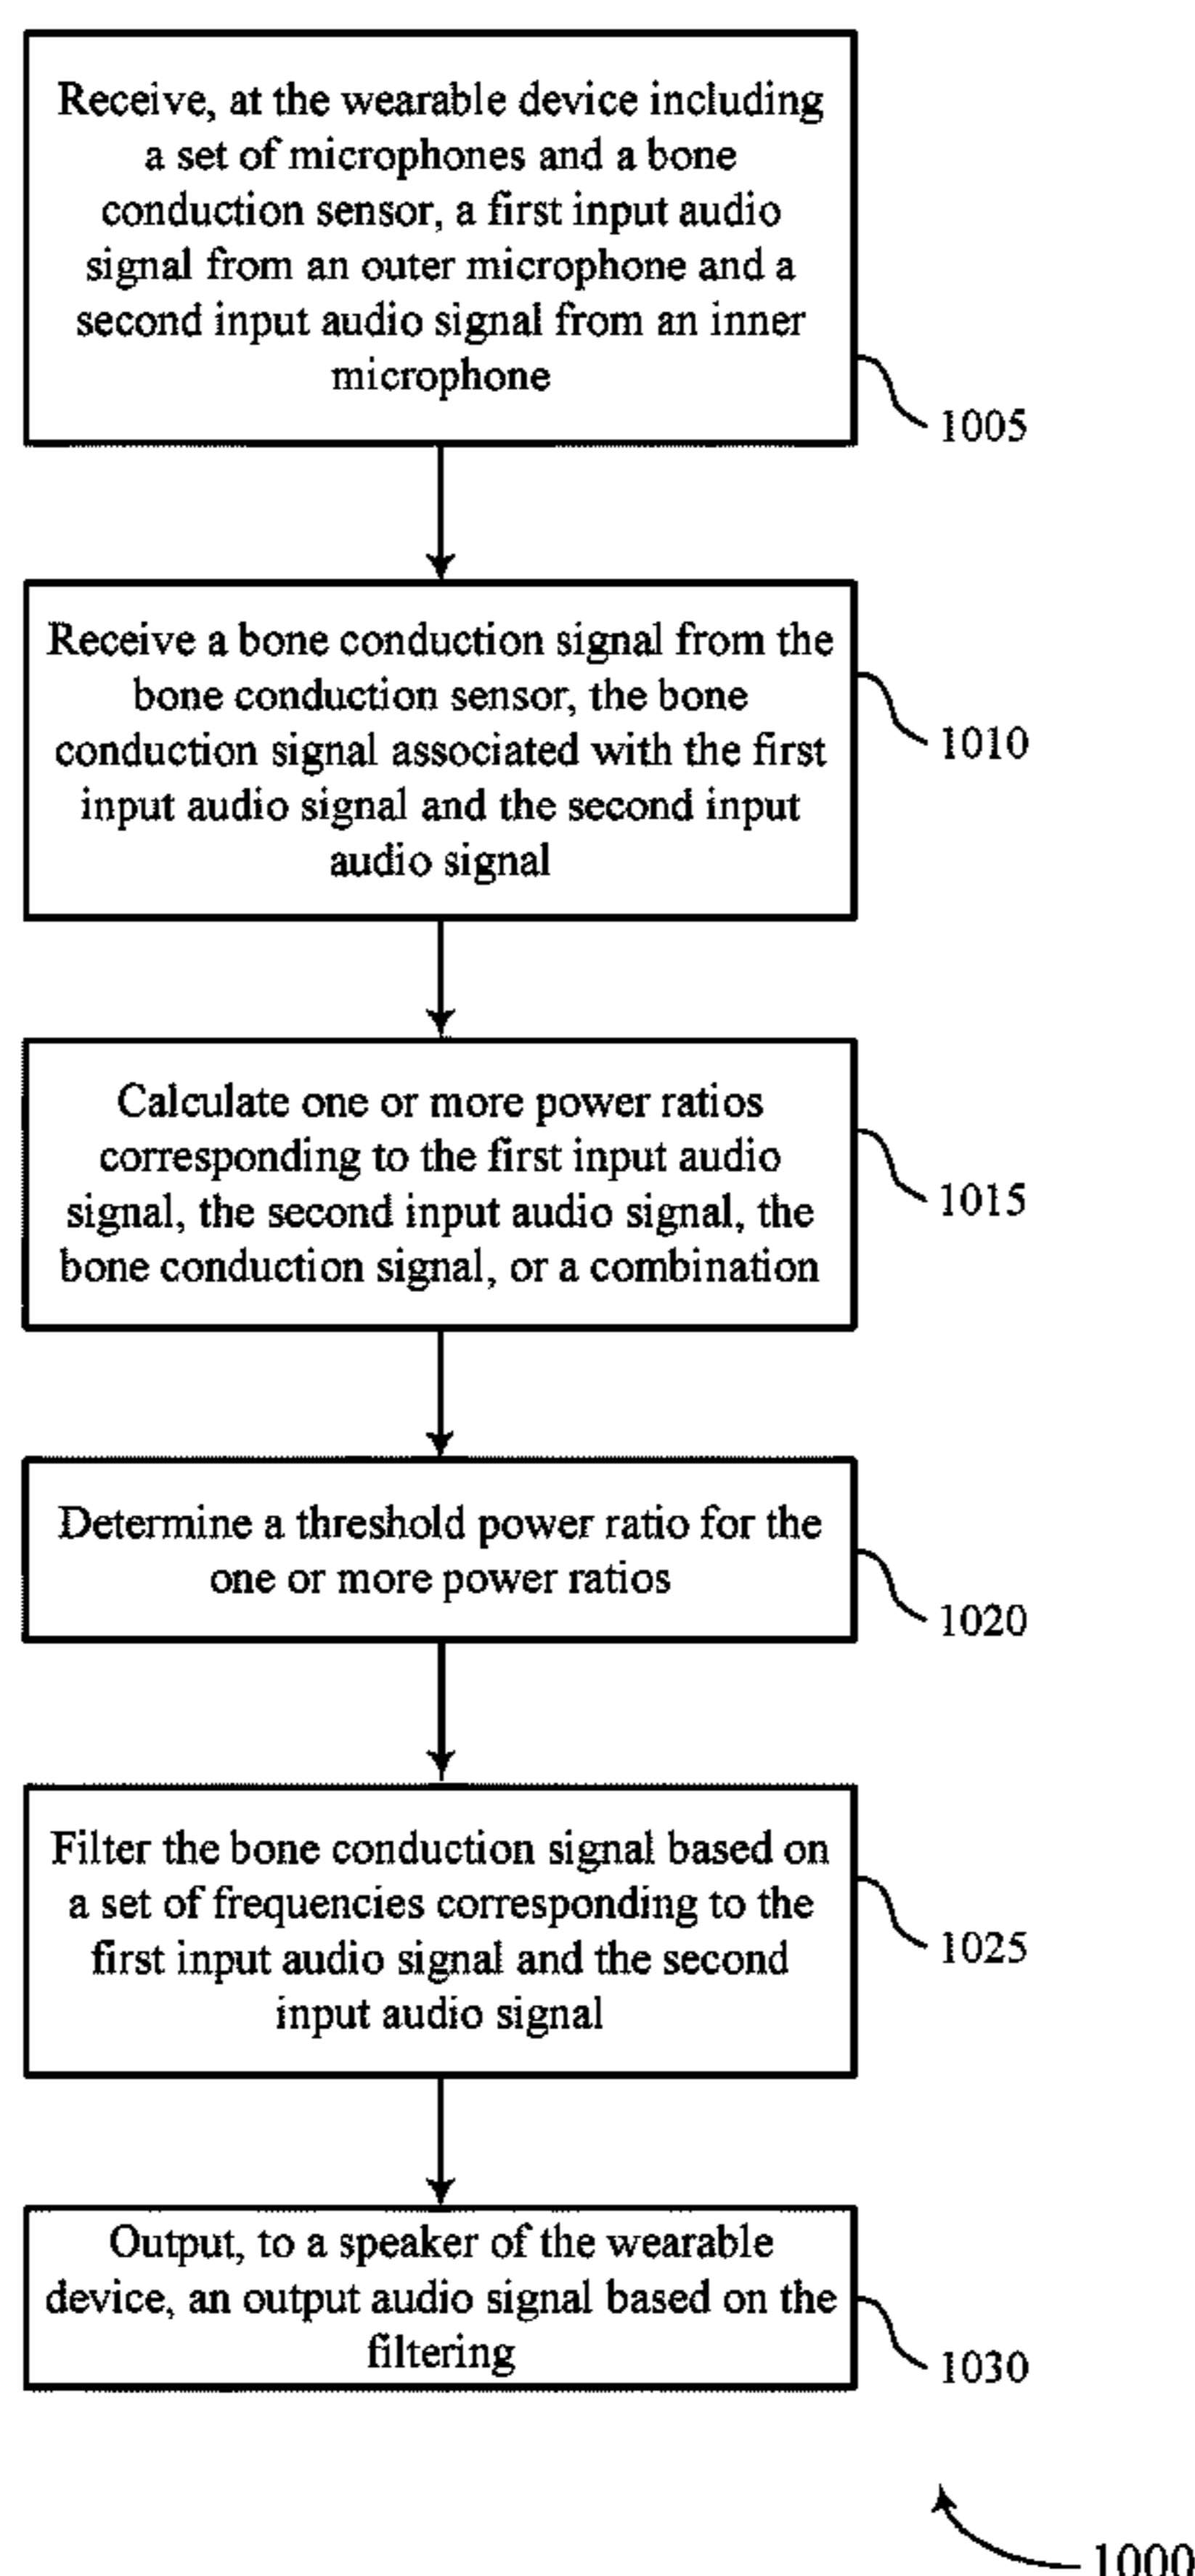 Receive, at the wearable device including
a set of microphones and a bone
conduction sensor, a first input audio
signal from an outer microphone and a
second input audio signal from an inner
microphone
1005
Receive a bone conduction signal from the
bone conduction sensor, the bone
conduction signal associated with the first
input audio signal and the second input
audio signal
1010
Calculate one or more power ratios
corresponding to the first input audio
signal, the second input audio signal, the
bone conduction signal, or a combination
1015
Determine a threshold power ratio for the
one or more power ratios
1020
Filter the bone conduction signal based on
a set of frequencies corresponding to the
first input audio signal and the second
input audio signal
1025
Output, to a speaker of the wearable
device, an output audio signal based on the
filtering
1030
1000